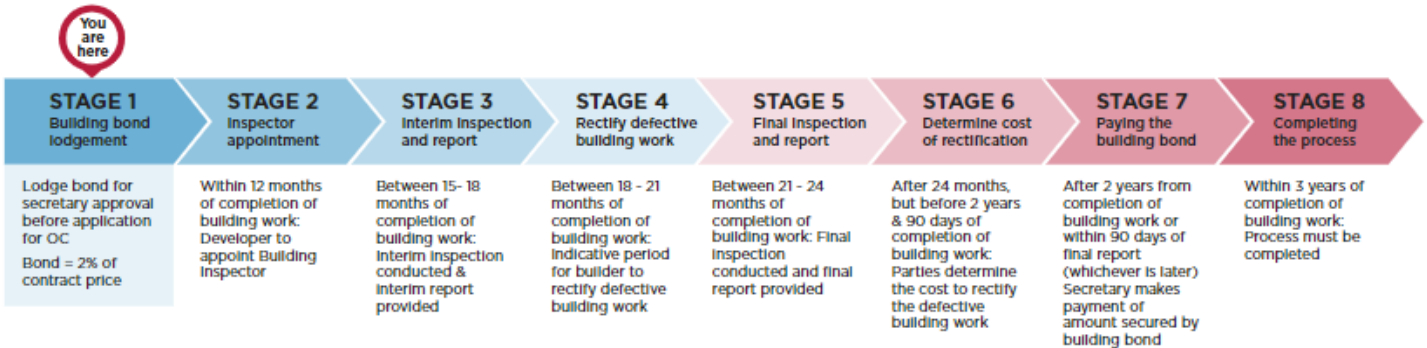 You
are
here
STAGE 1
Building bond
lodgement
STAGE 2
Inspector
appointment
STAGE 3
Interim inspection
and report
STAGE 4
Rectify defective
building work
STAGE 5
Final inspection
and report
STAGE 6
Determine cost
of rectification
STAGE 7
Paying the
building bond
STAGE 8
Completing
the process
Lodge bond for
secretary approval
before application
for OC
Bond = 2% of
contract price
Within 12 months
of completion of
building work:
Developer to
appoint Building
Inspector
Between 15- 18
months of
completion of
building work:
Interim inspection
conducted &
interim report
provided
Between 18 - 21
months of
completion of
building work:
Indicative period
for builder to
rectify defective
building work
Between 21 - 24
months of
completion of
building work: Final
inspection
conducted and final
report provided
After 24 months,
but before 2 years
& 90 days of
completion of
building work:
Parties determine
the cost to rectify
the defective
building work
After 2 years from
completion of
building work or
within 90 days of
final report
(whichever is later)
Secretary makes
payment of
amount secured by
building bond
Within 3 years of
completion of
building work:
Process must be
completed